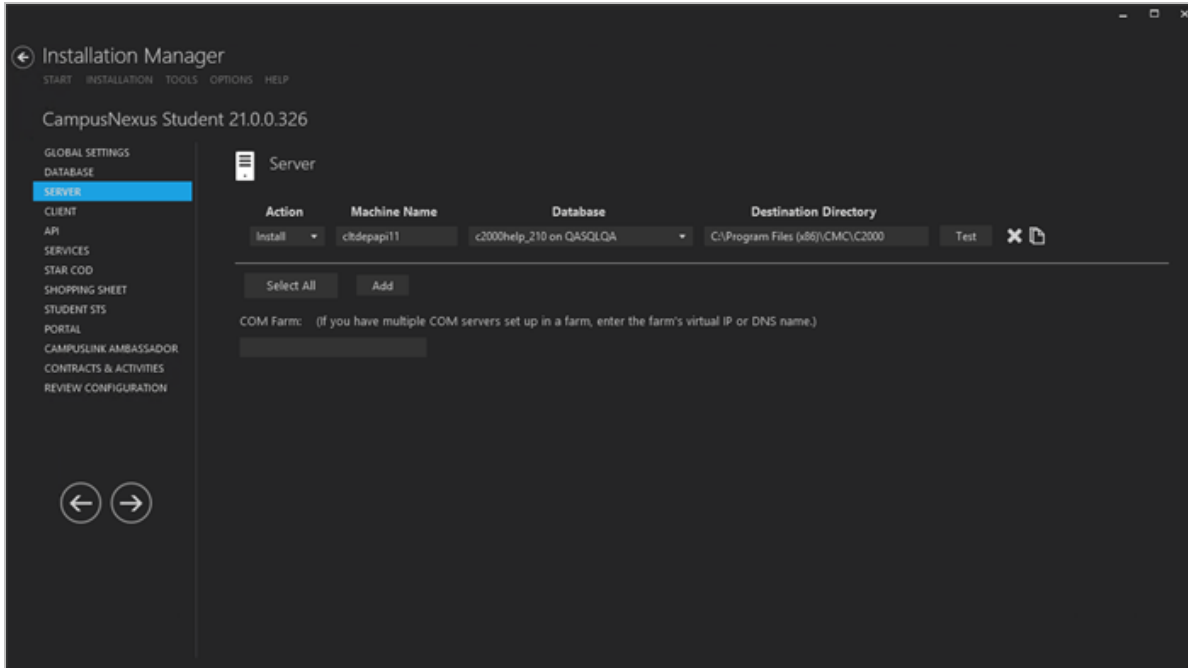 Installation Manager
START INSTALLATION TOOLS OPTIONS HELP
CampusNexus Student 21.0.0.326
GLOBAL SETTINGS
DATABASE
SERVER
CLIENT
API
SERVICES
STAR COD
SHOPPING SHEET
STUDENT STS
PORTAL
CAMPUSLINK AMBASSADOR
CONTRACTS & ACTIVITIES
REVIEW CONFIGURATION
Server
Action Machine Name Database Destination Directory
Install cltdepapi11 c2000help_210 on QASQLQA C:\Program Files (x86)\CMC\C2000 Test
Select All Add
COM Farm: (If you have multiple COM servers set up in a farm, enter the farm's virtual IP or DNS name.)